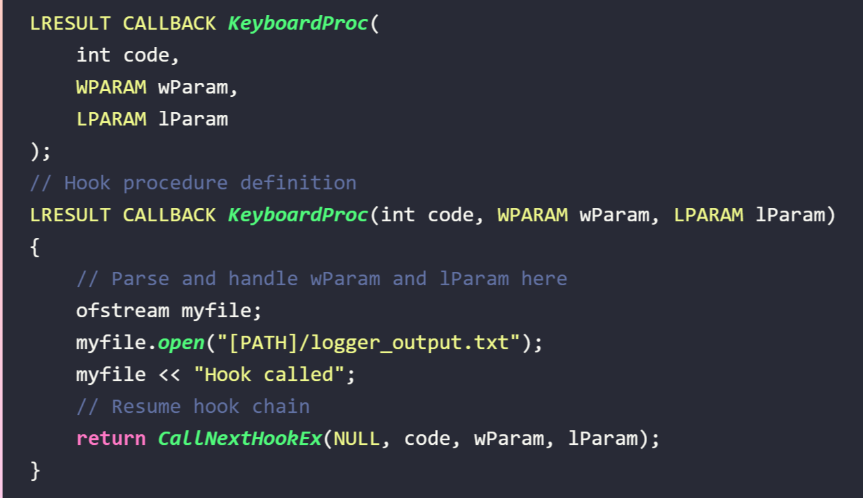 LRESULT CALLBACK KeyboardProc(
    int code,
    WPARAM wParam,
    LPARAM lParam
);
// Hook procedure definition
LRESULT CALLBACK KeyboardProc(int code, WPARAM wParam, LPARAM lParam)
{
    // Parse and handle wParam and lParam here
    ofstream myfile;
    myfile.open("[PATH]/logger_output.txt");
    myfile << "Hook called";
    // Resume hook chain
    return CallNextHookEx(NULL, code, wParam, lParam);
}